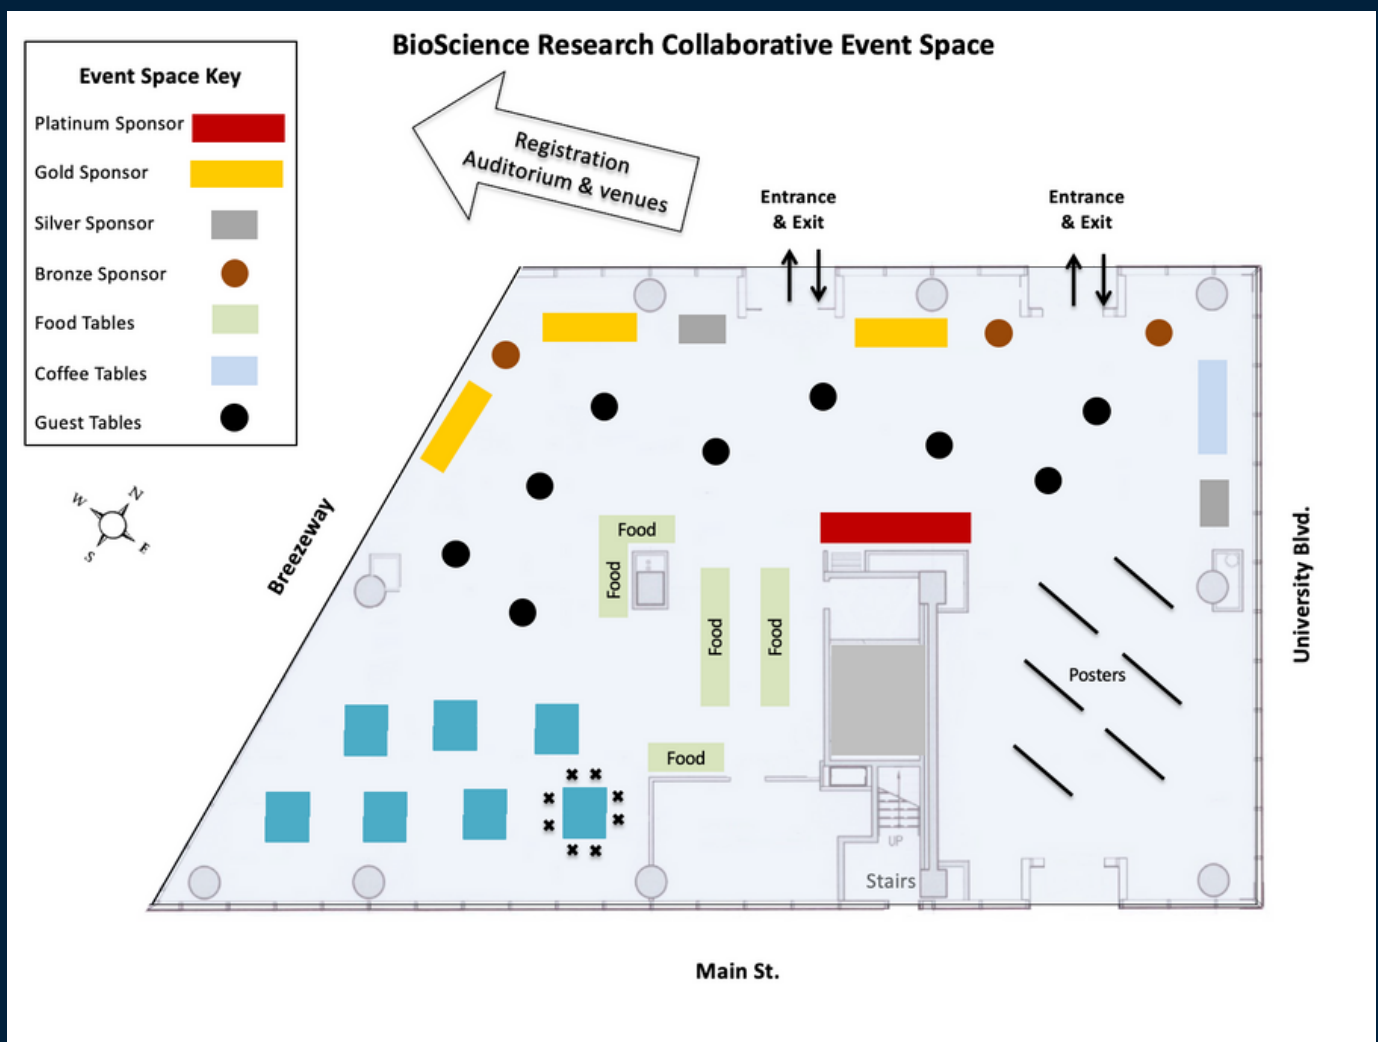 BioScience Research Collaborative Event Space
Event Space Key
Platinum Sponsor
Gold Sponsor
Silver Sponsor
Bronze Sponsor
Food Tables
Coffee Tables
Guest Tables
Registration
Auditorium & venues
Entrance
& Exit
Entrance
& Exit
W
N
S
E
Breezeway
Food
Food
Food
Food
Food
Posters
University Blvd.
UP
Stairs
Main St.